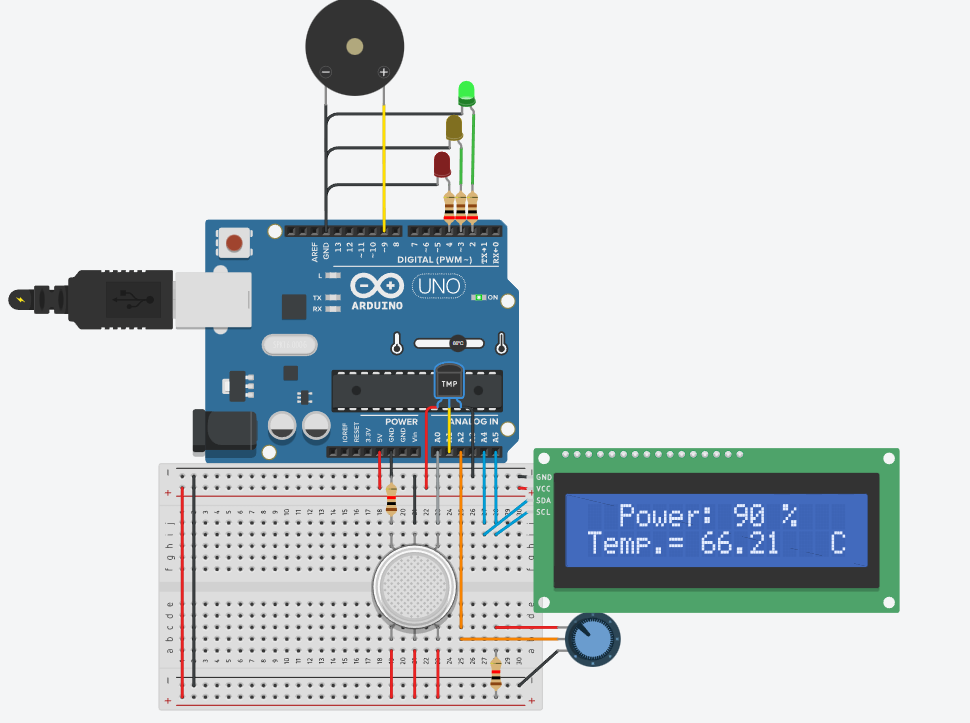 − +
AREF
GND
13
12
~11
~10
~9
8
7
~6
~5
4
~3
2
TX→1
RX←0
DIGITAL (PWM~)
L
TX
RX
ARDUINO
UNO
ON
TMP
POWER
ANALOG IN
IOREF
RESET
3.3V
5V
GND
GND
Vin
A0
A2
A4
A5
GND
VCC
SDA
SCL
Power: 90 %
Temp.= 66.21 C
j
i
h
g
f
e
d
c
b
a